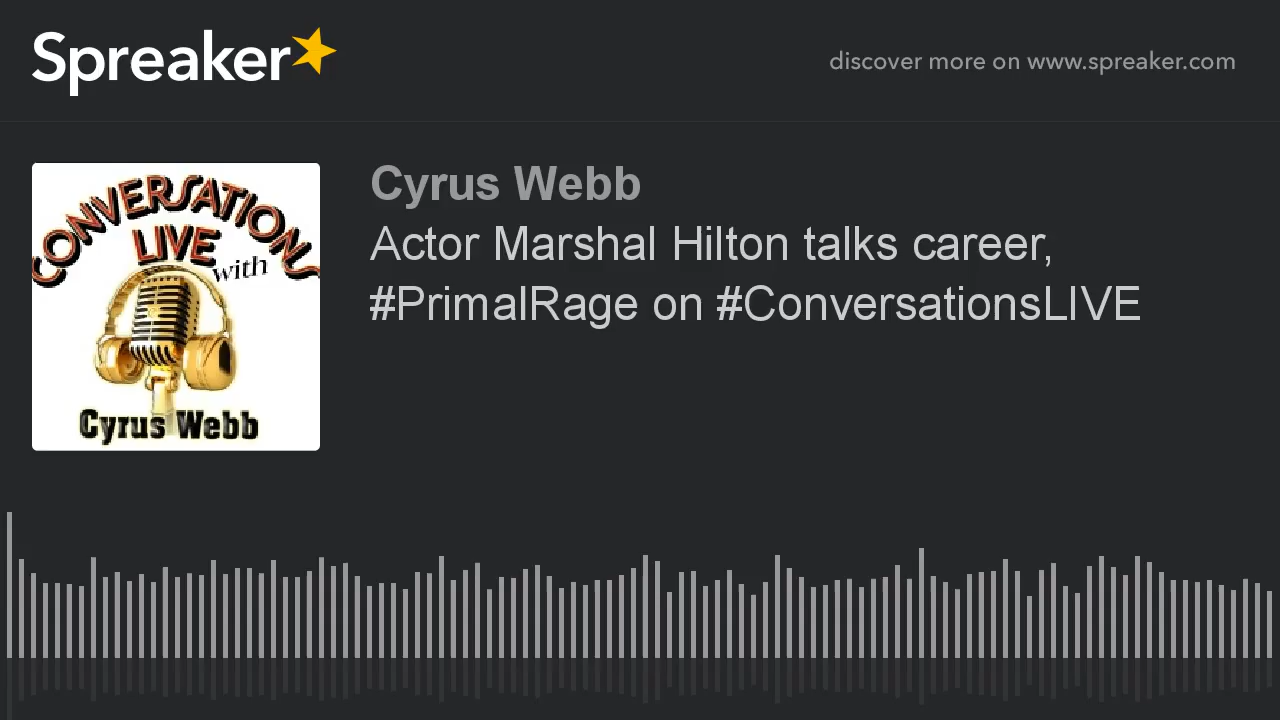 Spreaker
discover more on www.spreaker.com
CONVERSATIONS
LIVE
with
Cyrus Webb
Cyrus Webb
Actor Marshal Hilton talks career,
#PrimalRage on #ConversationsLIVE